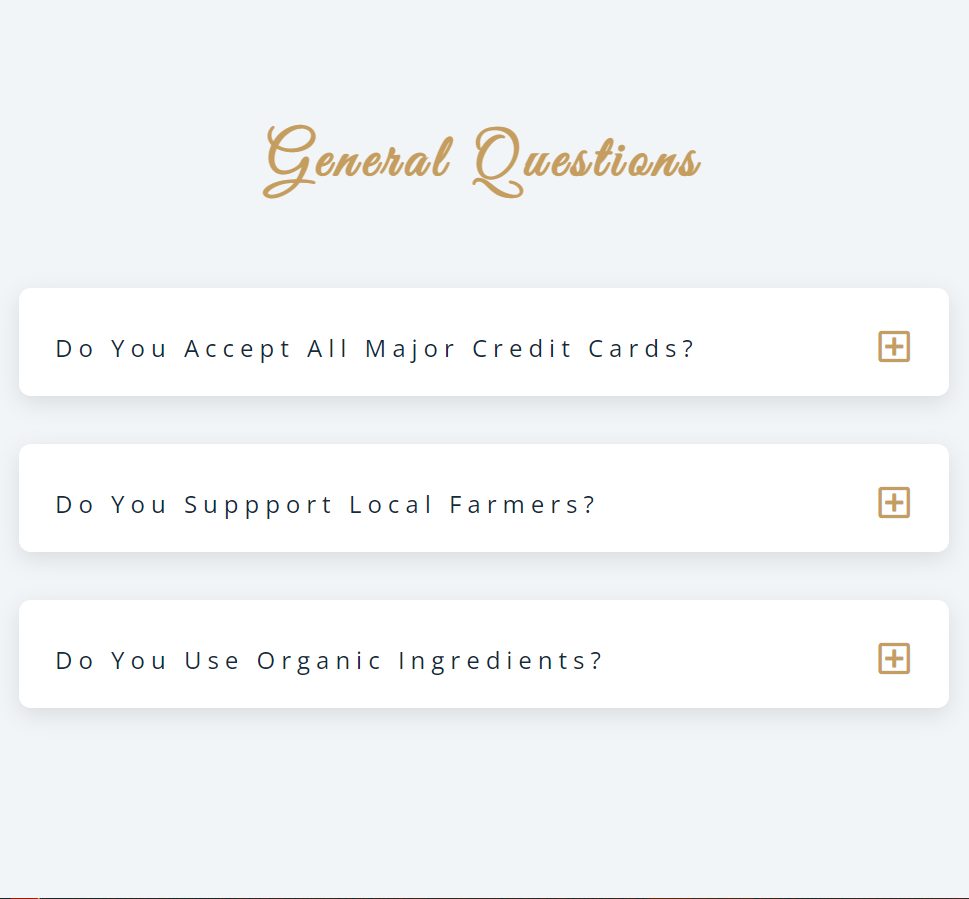 General Questions
Do You Accept All Major Credit Cards?
Do You Suppport Local Farmers?
Do You Use Organic Ingredients?